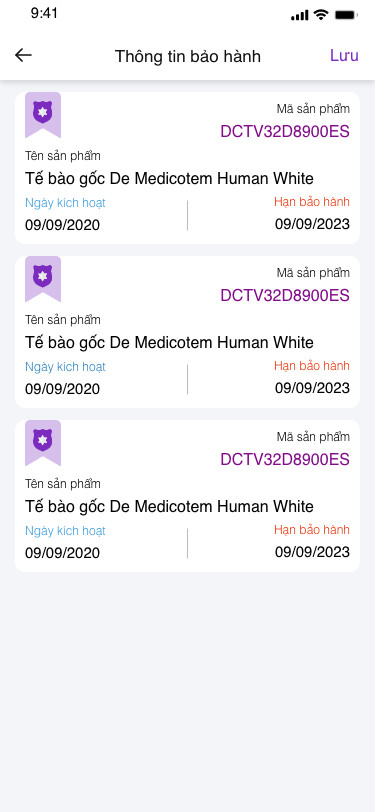 9:41
Thông tin bảo hành
Lưu
Mã sản phẩm
DCTV32D8900ES
Tên sản phẩm
Tế bào gốc De Medicotem Human White
Ngày kích hoạt
Hạn bảo hành
09/09/2020
09/09/2023
Mã sản phẩm
DCTV32D8900ES
Tên sản phẩm
Tế bào gốc De Medicotem Human White
Ngày kích hoạt
Hạn bảo hành
09/09/2020
09/09/2023
Mã sản phẩm
DCTV32D8900ES
Tên sản phẩm
Tế bào gốc De Medicotem Human White
Ngày kích hoạt
Hạn bảo hành
09/09/2020
09/09/2023